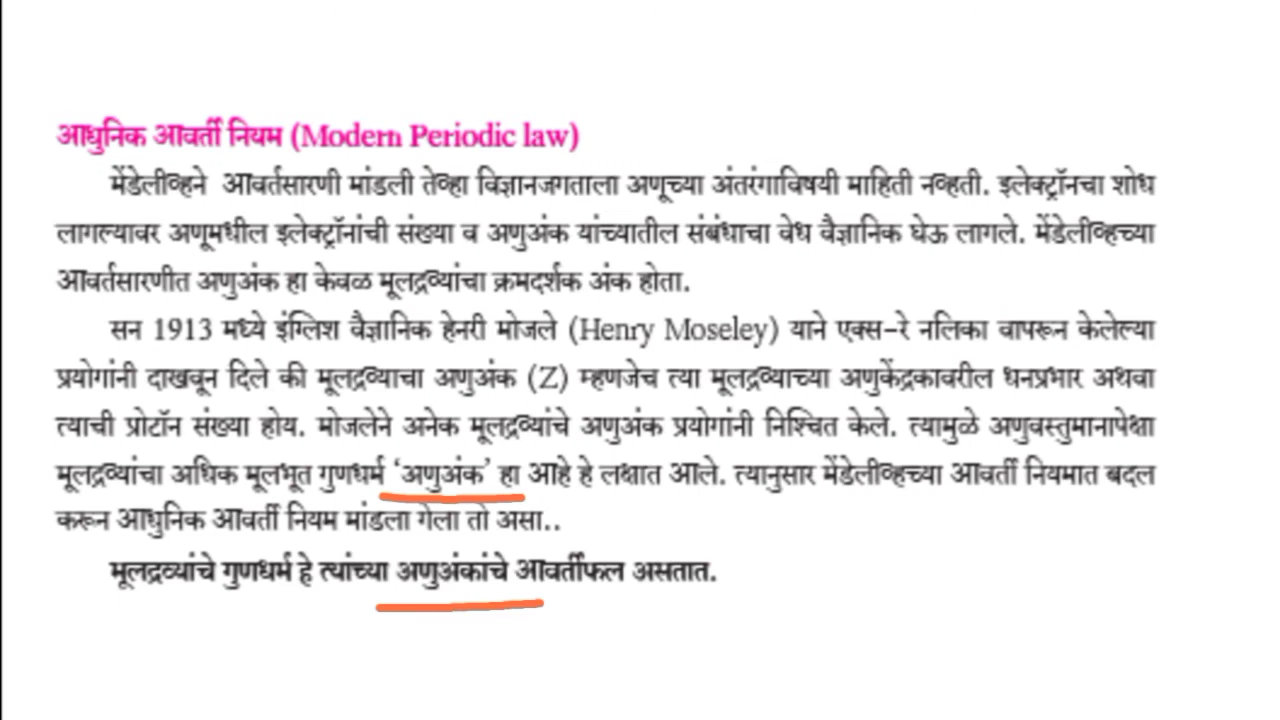 आधुनिक आवर्ती नियम (Modern Periodic law)
मेंडेलीव्हने आवर्तसारणी मांडली तेव्हा विज्ञानजगताला अणूच्या अंतरंगाविषयी माहिती नव्हती. इलेक्ट्रॉनचा शोध
लागल्यावर अणूमधील इलेक्ट्रॉनांची संख्या व अणुअंक यांच्यातील संबंधाचा वेध वैज्ञानिक घेऊ लागले. मेंडेलीव्हच्या
आवर्तसारणीत अणुअंक हा केवळ मूलद्रव्यांचा क्रमदर्शक अंक होता.
सन 1913 मध्ये इंग्लिश वैज्ञानिक हेनरी मोजले (Henry Moseley) याने एक्स-रे नलिका वापरून केलेल्या
प्रयोगांनी दाखवून दिले की मूलद्रव्याचा अणुअंक (Z) म्हणजेच त्या मूलद्रव्याच्या अणुकेंद्रकावरील धनप्रभार अथवा
त्याची प्रोटॉन संख्या होय. मोजलेने अनेक मूलद्रव्यांचे अणुअंक प्रयोगांनी निश्चित केले. त्यामुळे अणुवस्तुमानापेक्षा
मूलद्रव्यांचा अधिक मूलभूत गुणधर्म ‘अणुअंक’ हा आहे हे लक्षात आले. त्यानुसार मेंडेलीव्हच्या आवर्ती नियमात बदल
करून आधुनिक आवर्ती नियम मांडला गेला तो असा..
मूलद्रव्यांचे गुणधर्म हे त्यांच्या अणुअंकांचे आवर्तीफल असतात.